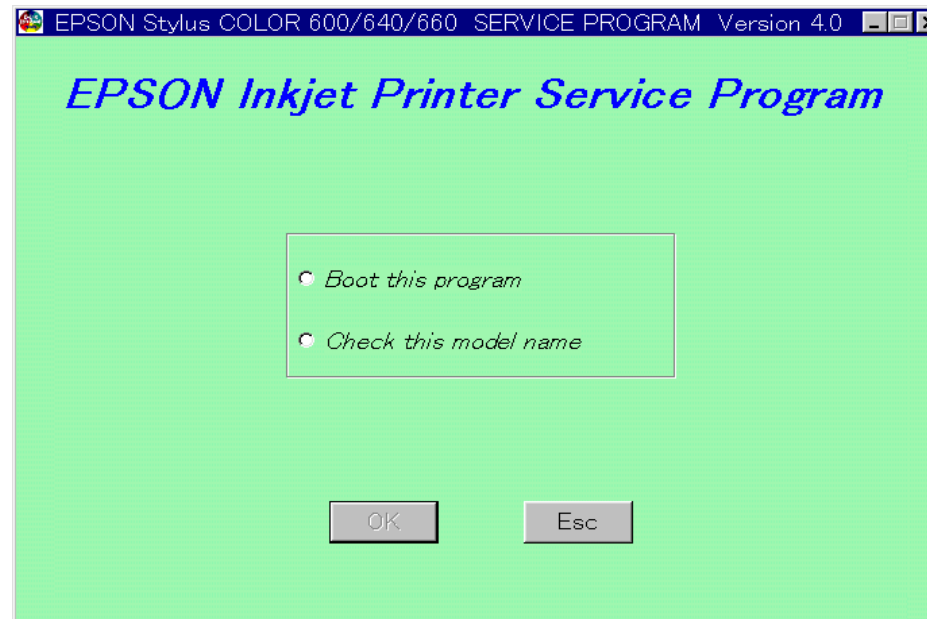 EPSON Stylus COLOR 600/640/660 SERVICE PROGRAM Version 4.0
EPSON Inkjet Printer Service Program
Boot this program
Check this model name
OK
Esc